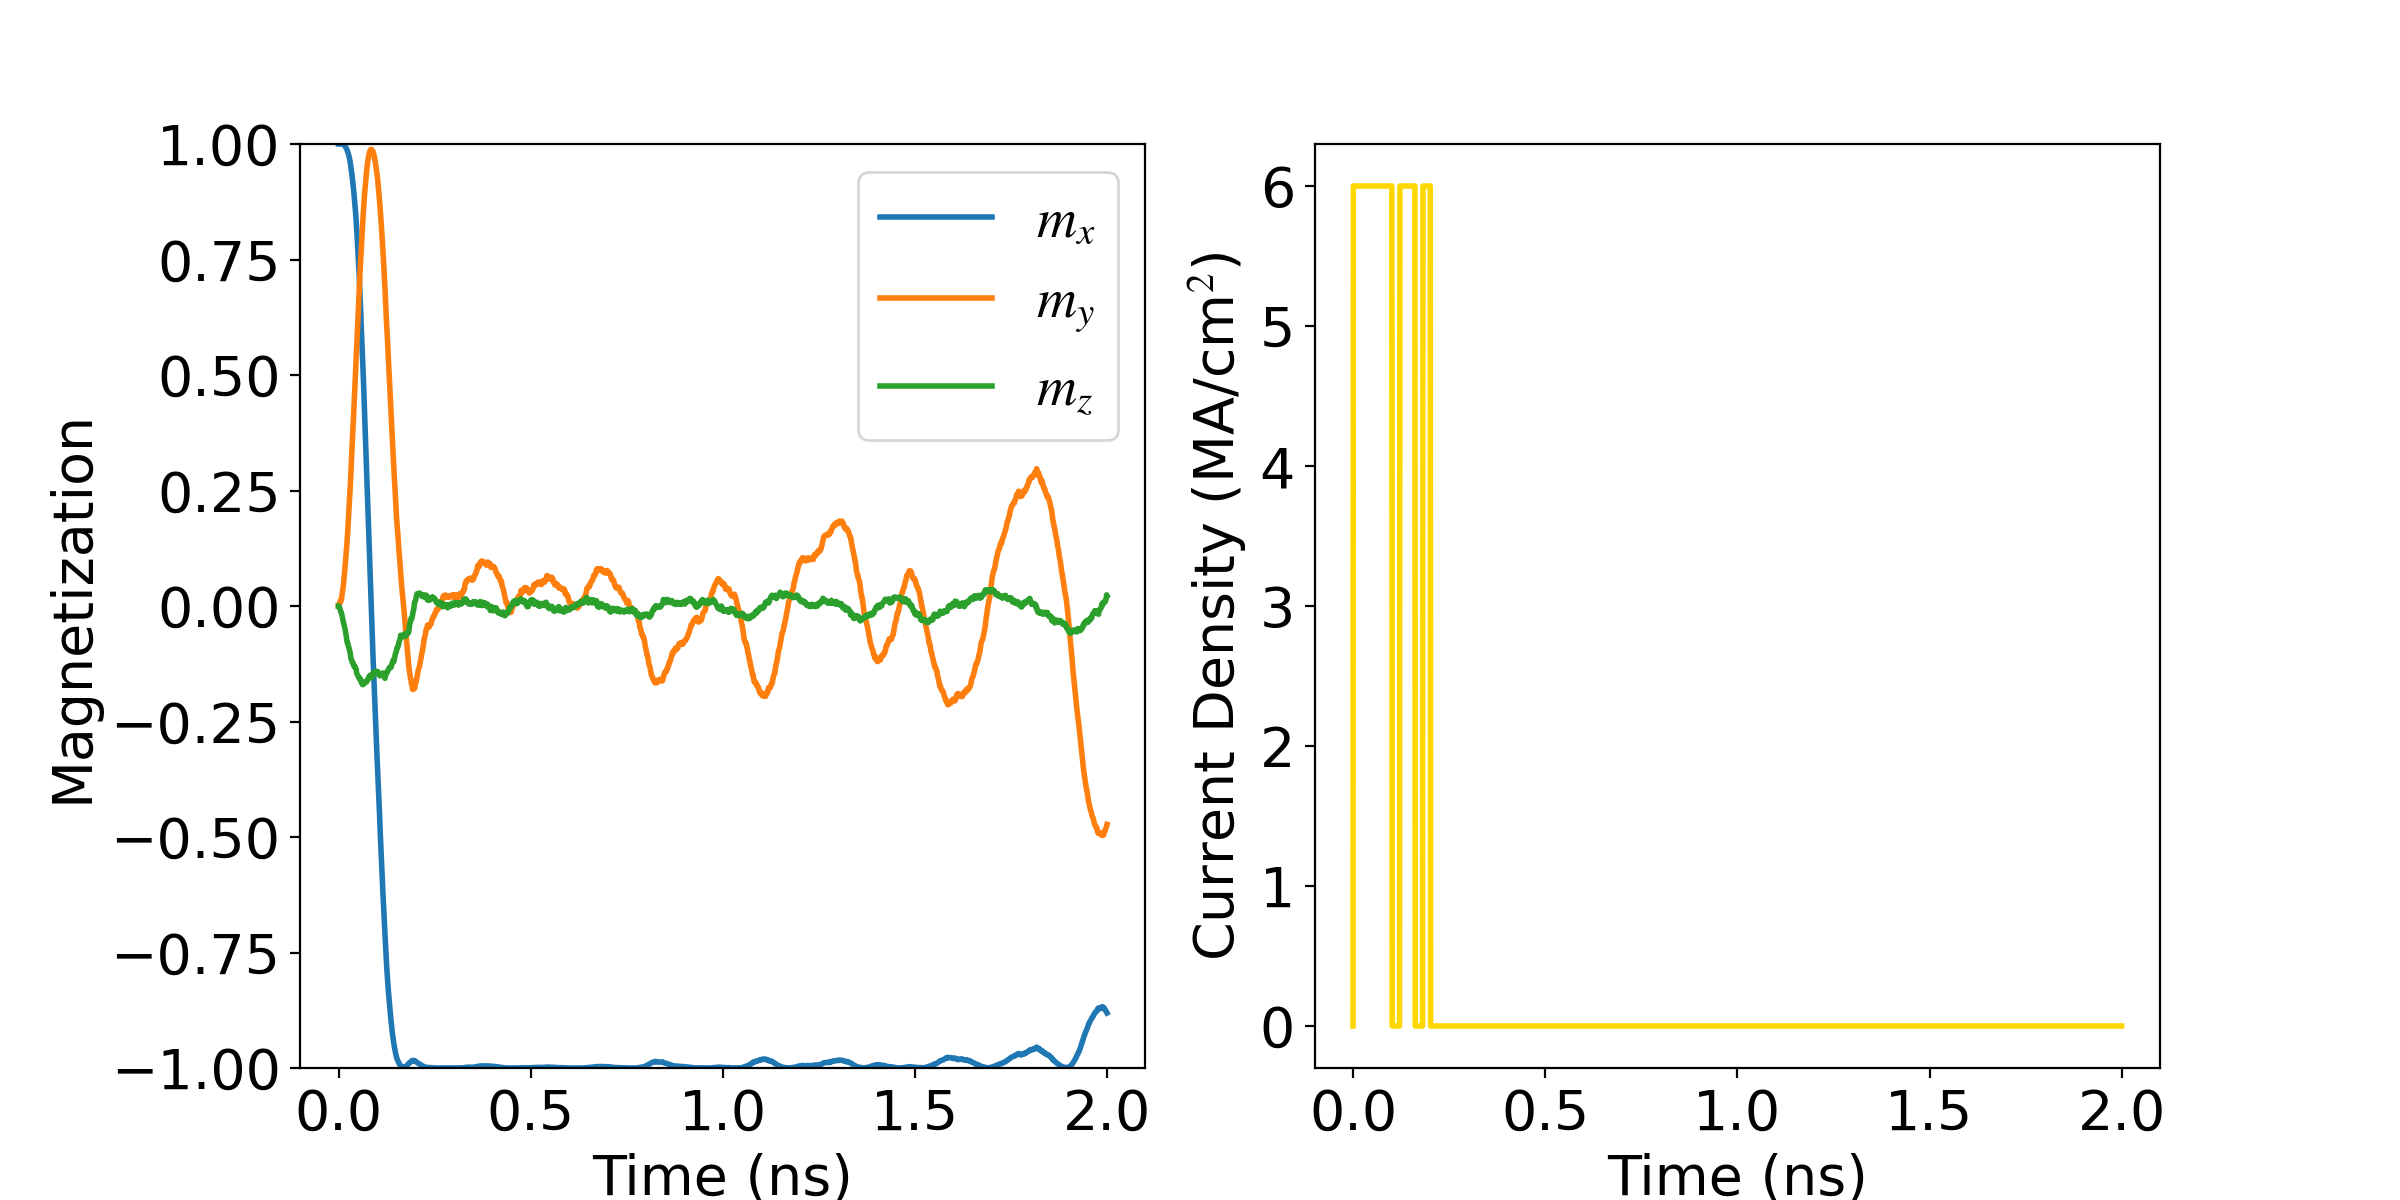 1.00
0.75
0.50
0.25
0.00
−0.25
−0.50
−0.75
−1.00
Magnetization
0.0 0.5 1.0 1.5 2.0
Time (ns)
m_x
m_y
m_z
6
5
4
3
2
1
0
Current Density (MA/cm²)
0.0 0.5 1.0 1.5 2.0
Time (ns)